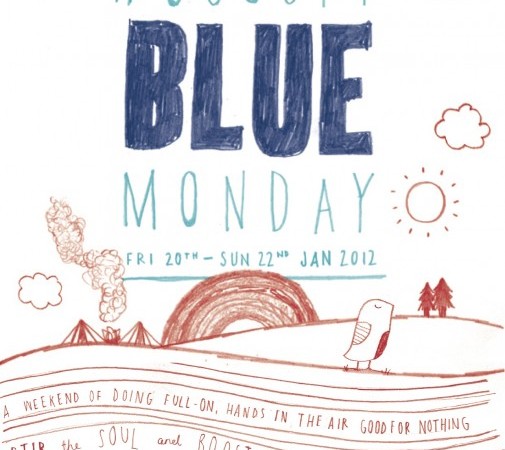 BLUE
MONDAY
FRI 20TH - SUN 22ND JAN 2012
A WEEKEND OF DOING FULL-ON, HANDS IN THE AIR GOOD FOR NOTHING
the SOUL and